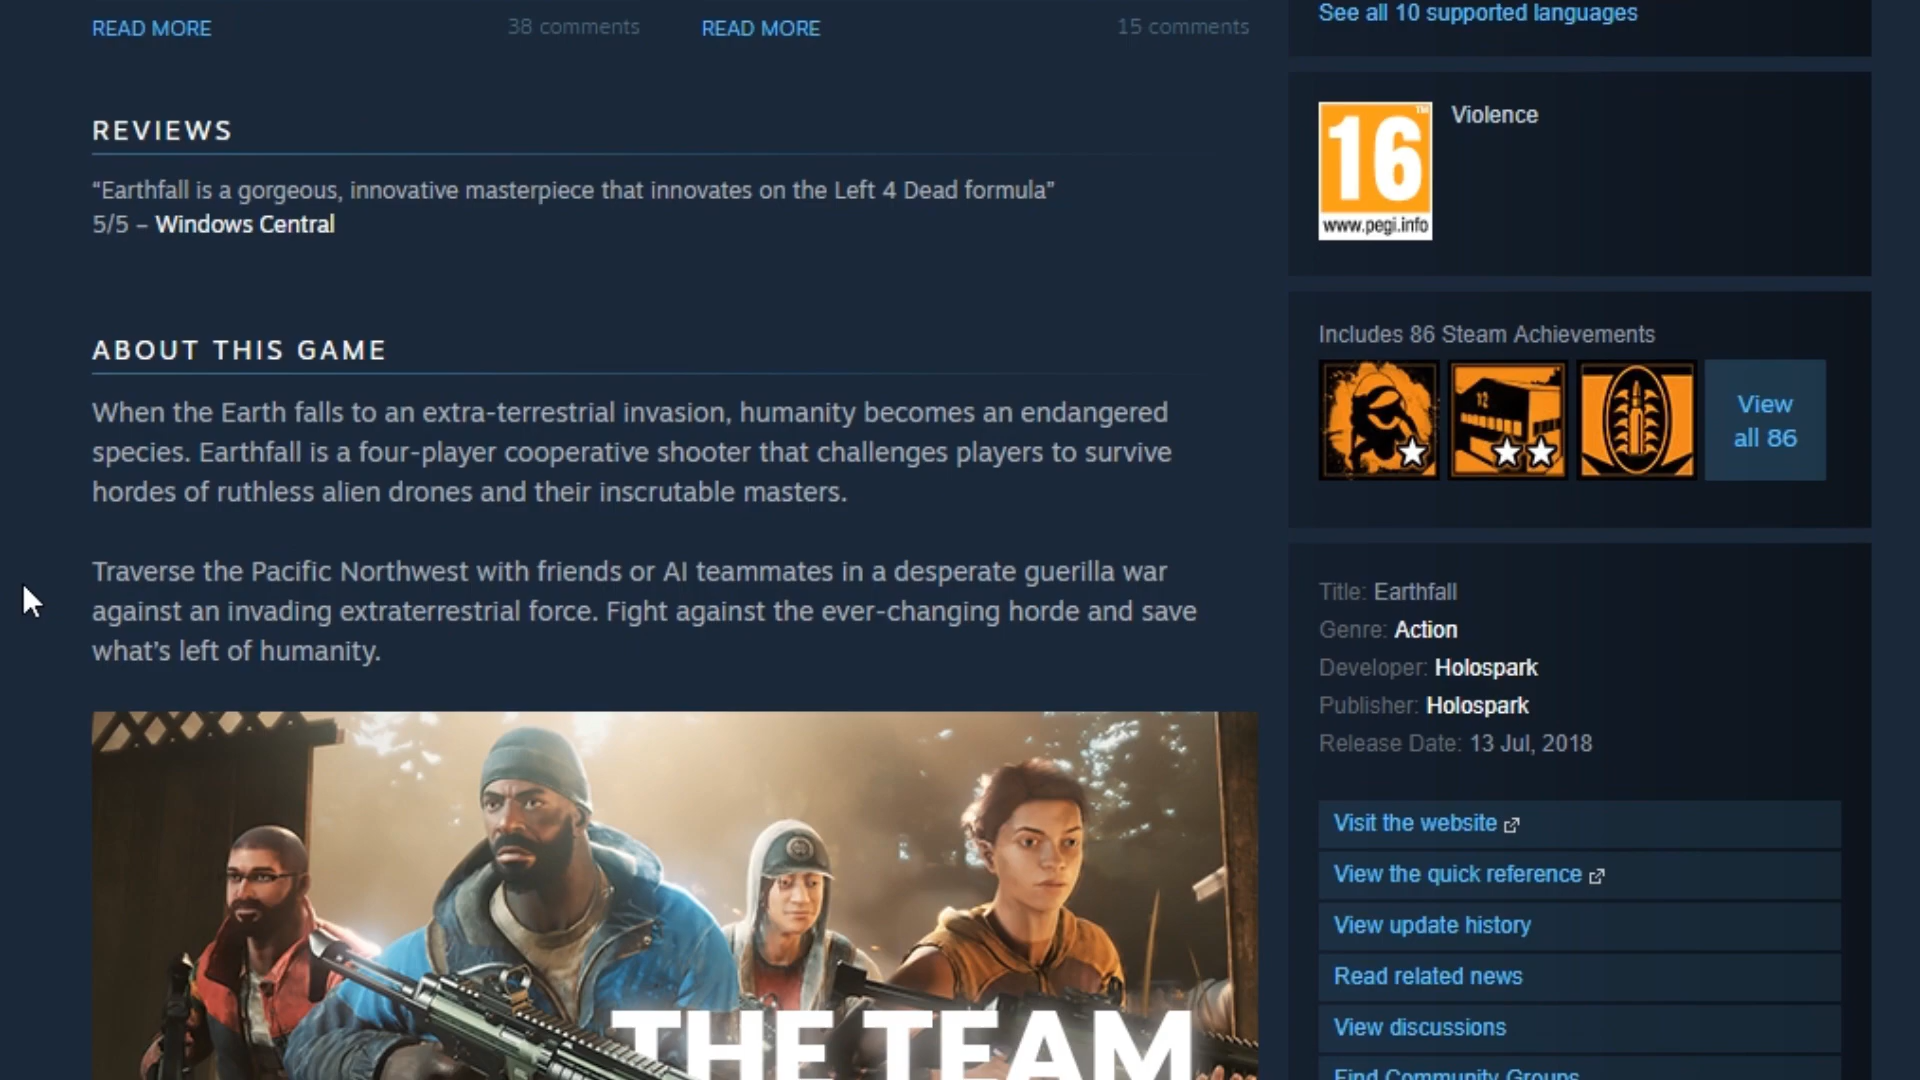 READ MORE
38 comments
READ MORE
15 comments
REVIEWS
“Earthfall is a gorgeous, innovative masterpiece that innovates on the Left 4 Dead formula”
5/5 – Windows Central
ABOUT THIS GAME
When the Earth falls to an extra-terrestrial invasion, humanity becomes an endangered
species. Earthfall is a four-player cooperative shooter that challenges players to survive
hordes of ruthless alien drones and their inscrutable masters.
Traverse the Pacific Northwest with friends or AI teammates in a desperate guerilla war
against an invading extraterrestrial force. Fight against the ever-changing horde and save
what’s left of humanity.
THE TEAM
See all 10 supported languages
16
TM
www.pegi.info
Violence
Includes 86 Steam Achievements
12
View
all 86
Title: Earthfall
Genre: Action
Developer: Holospark
Publisher: Holospark
Release Date: 13 Jul, 2018
Visit the website
View the quick reference
View update history
Read related news
View discussions
Find Community Groups